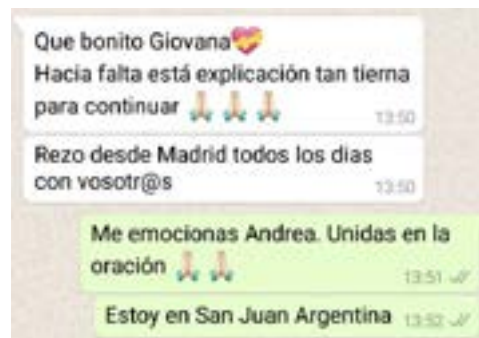 Que bonito Giovana💝
Hacia falta está explicación tan tierna
para continuar 🙏🏻 🙏🏻 🙏🏻
13:50
Rezo desde Madrid todos los dias
con vosotr@s
13:50
Me emocionas Andrea. Unidas en la
oración 🙏🏻 🙏🏻
13:51
Estoy en San Juan Argentina
13:52